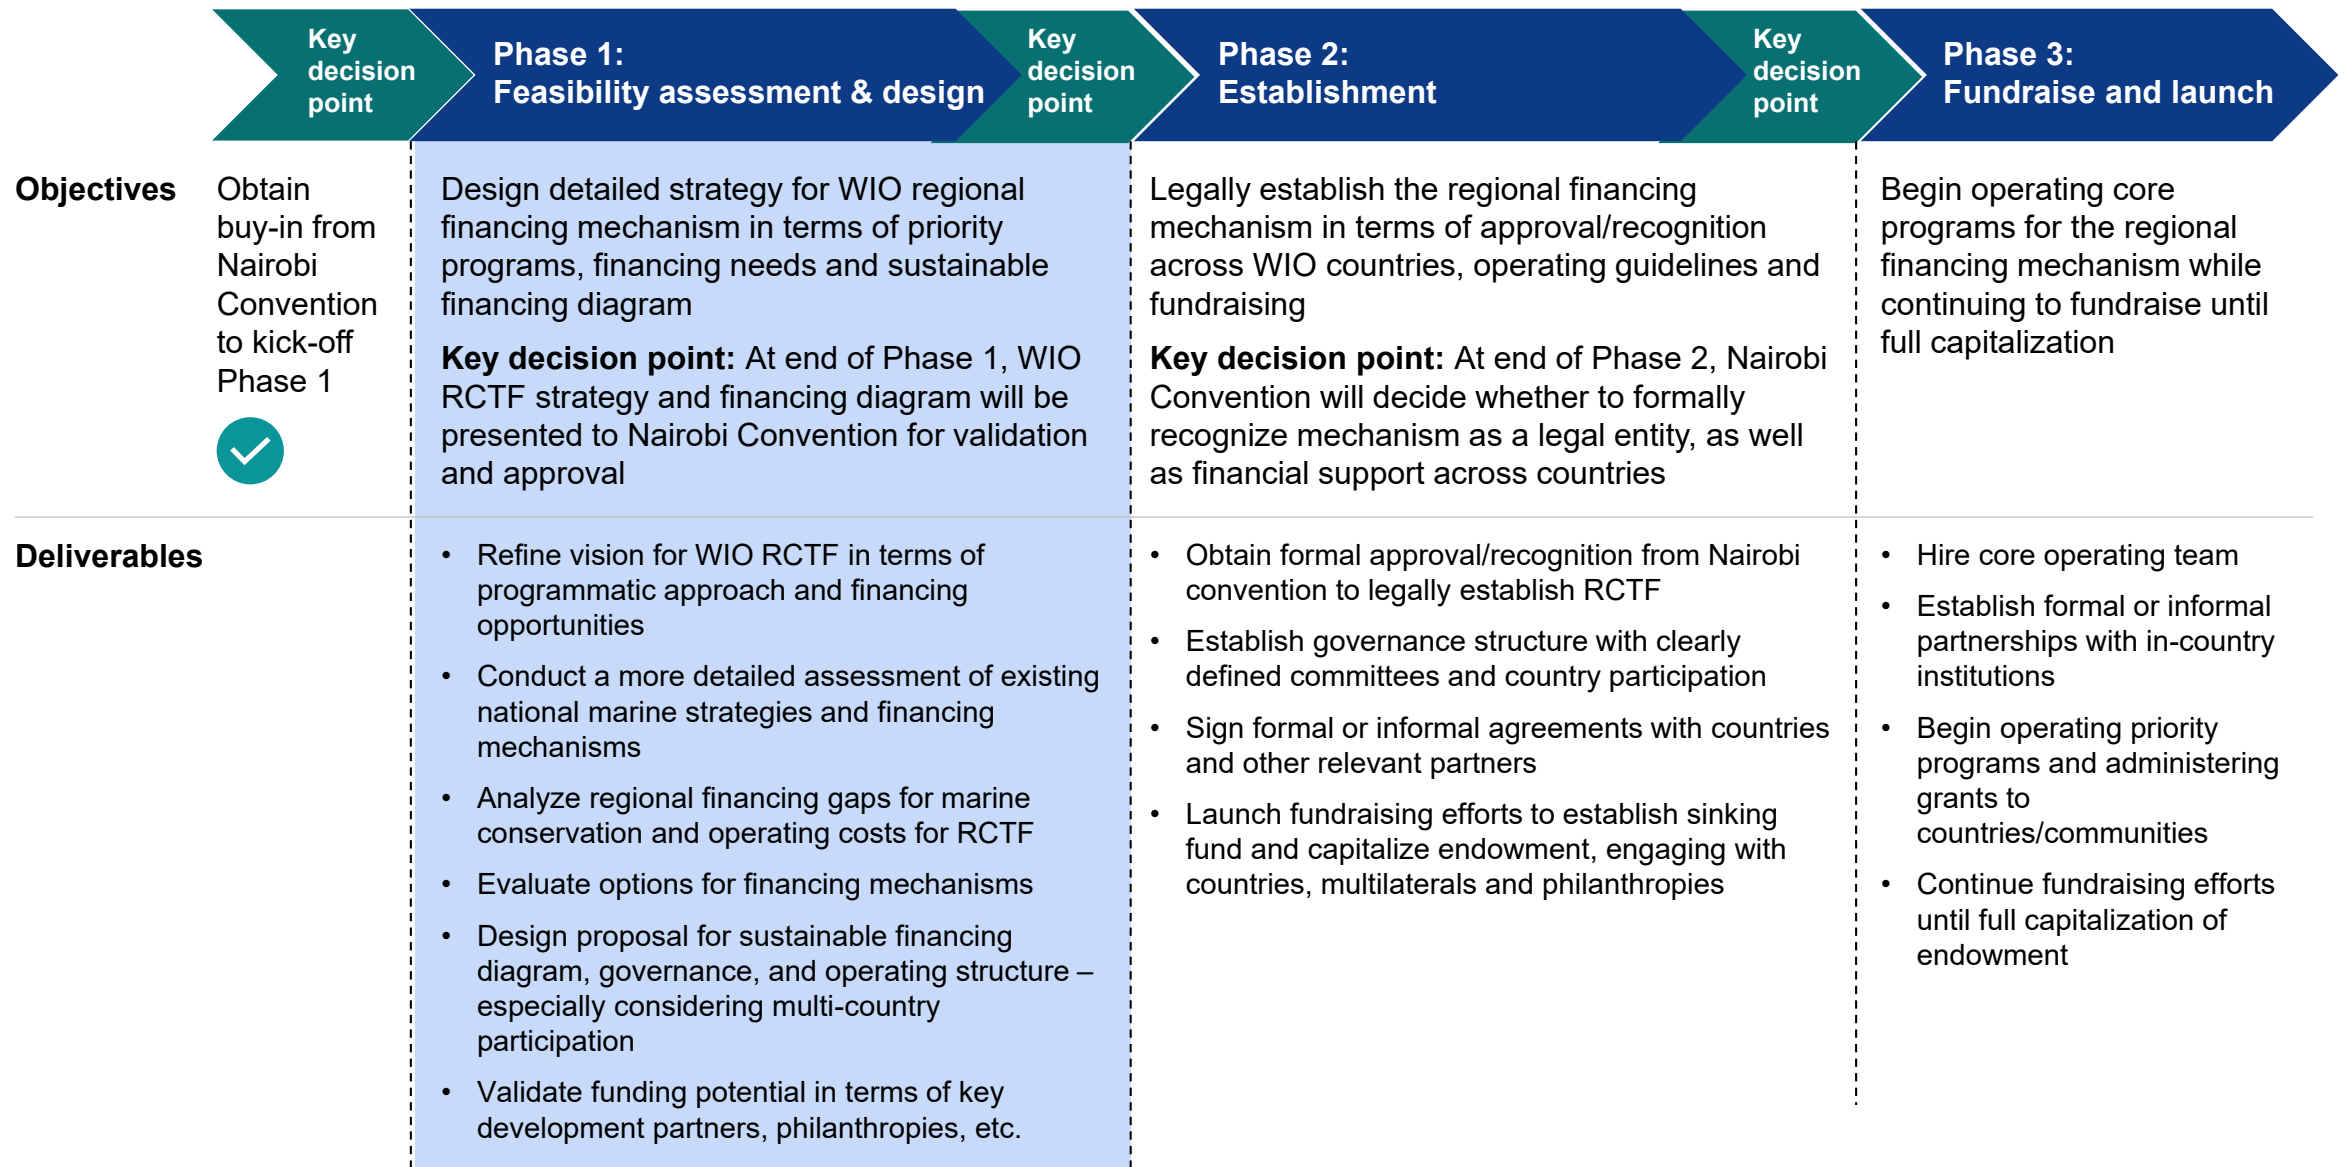 Key
decision
point
Phase 1:
Feasibility assessment & design
Key
decision
point
Phase 2:
Establishment
Key
decision
point
Phase 3:
Fundraise and launch
Objectives
Obtain
buy-in from
Nairobi
Convention
to kick-off
Phase 1
Design detailed strategy for WIO regional
financing mechanism in terms of priority
programs, financing needs and sustainable
financing diagram
Key decision point: At end of Phase 1, WIO
RCTF strategy and financing diagram will be
presented to Nairobi Convention for validation
and approval
Legally establish the regional financing
mechanism in terms of approval/recognition
across WIO countries, operating guidelines and
fundraising
Key decision point: At end of Phase 2, Nairobi
Convention will decide whether to formally
recognize mechanism as a legal entity, as well
as financial support across countries
Begin operating core
programs for the regional
financing mechanism while
continuing to fundraise until
full capitalization
Deliverables
• Refine vision for WIO RCTF in terms of
programmatic approach and financing
opportunities
• Conduct a more detailed assessment of existing
national marine strategies and financing
mechanisms
• Analyze regional financing gaps for marine
conservation and operating costs for RCTF
• Evaluate options for financing mechanisms
• Design proposal for sustainable financing
diagram, governance, and operating structure –
especially considering multi-country
participation
• Validate funding potential in terms of key
development partners, philanthropies, etc.
• Obtain formal approval/recognition from Nairobi
convention to legally establish RCTF
• Establish governance structure with clearly
defined committees and country participation
• Sign formal or informal agreements with countries
and other relevant partners
• Launch fundraising efforts to establish sinking
fund and capitalize endowment, engaging with
countries, multilaterals and philanthropies
• Hire core operating team
• Establish formal or informal
partnerships with in-country
institutions
• Begin operating priority
programs and administering
grants to
countries/communities
• Continue fundraising efforts
until full capitalization of
endowment